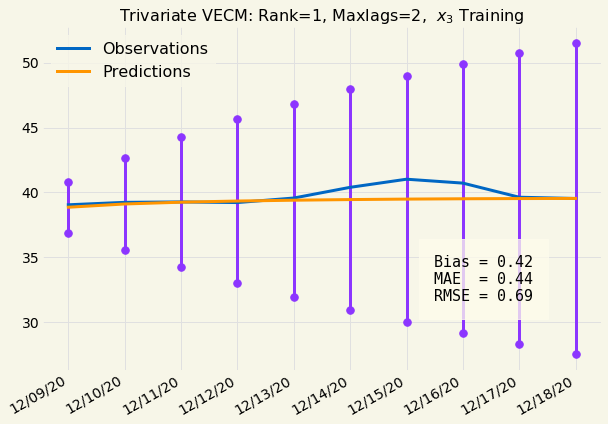 Trivariate VECM: Rank=1, Maxlags=2, x₃ Training
Observations
Predictions
50
45
40
35
30
Bias = 0.42
MAE = 0.44
RMSE = 0.69
12/09/20
12/10/20
12/11/20
12/12/20
12/13/20
12/14/20
12/15/20
12/16/20
12/17/20
12/18/20